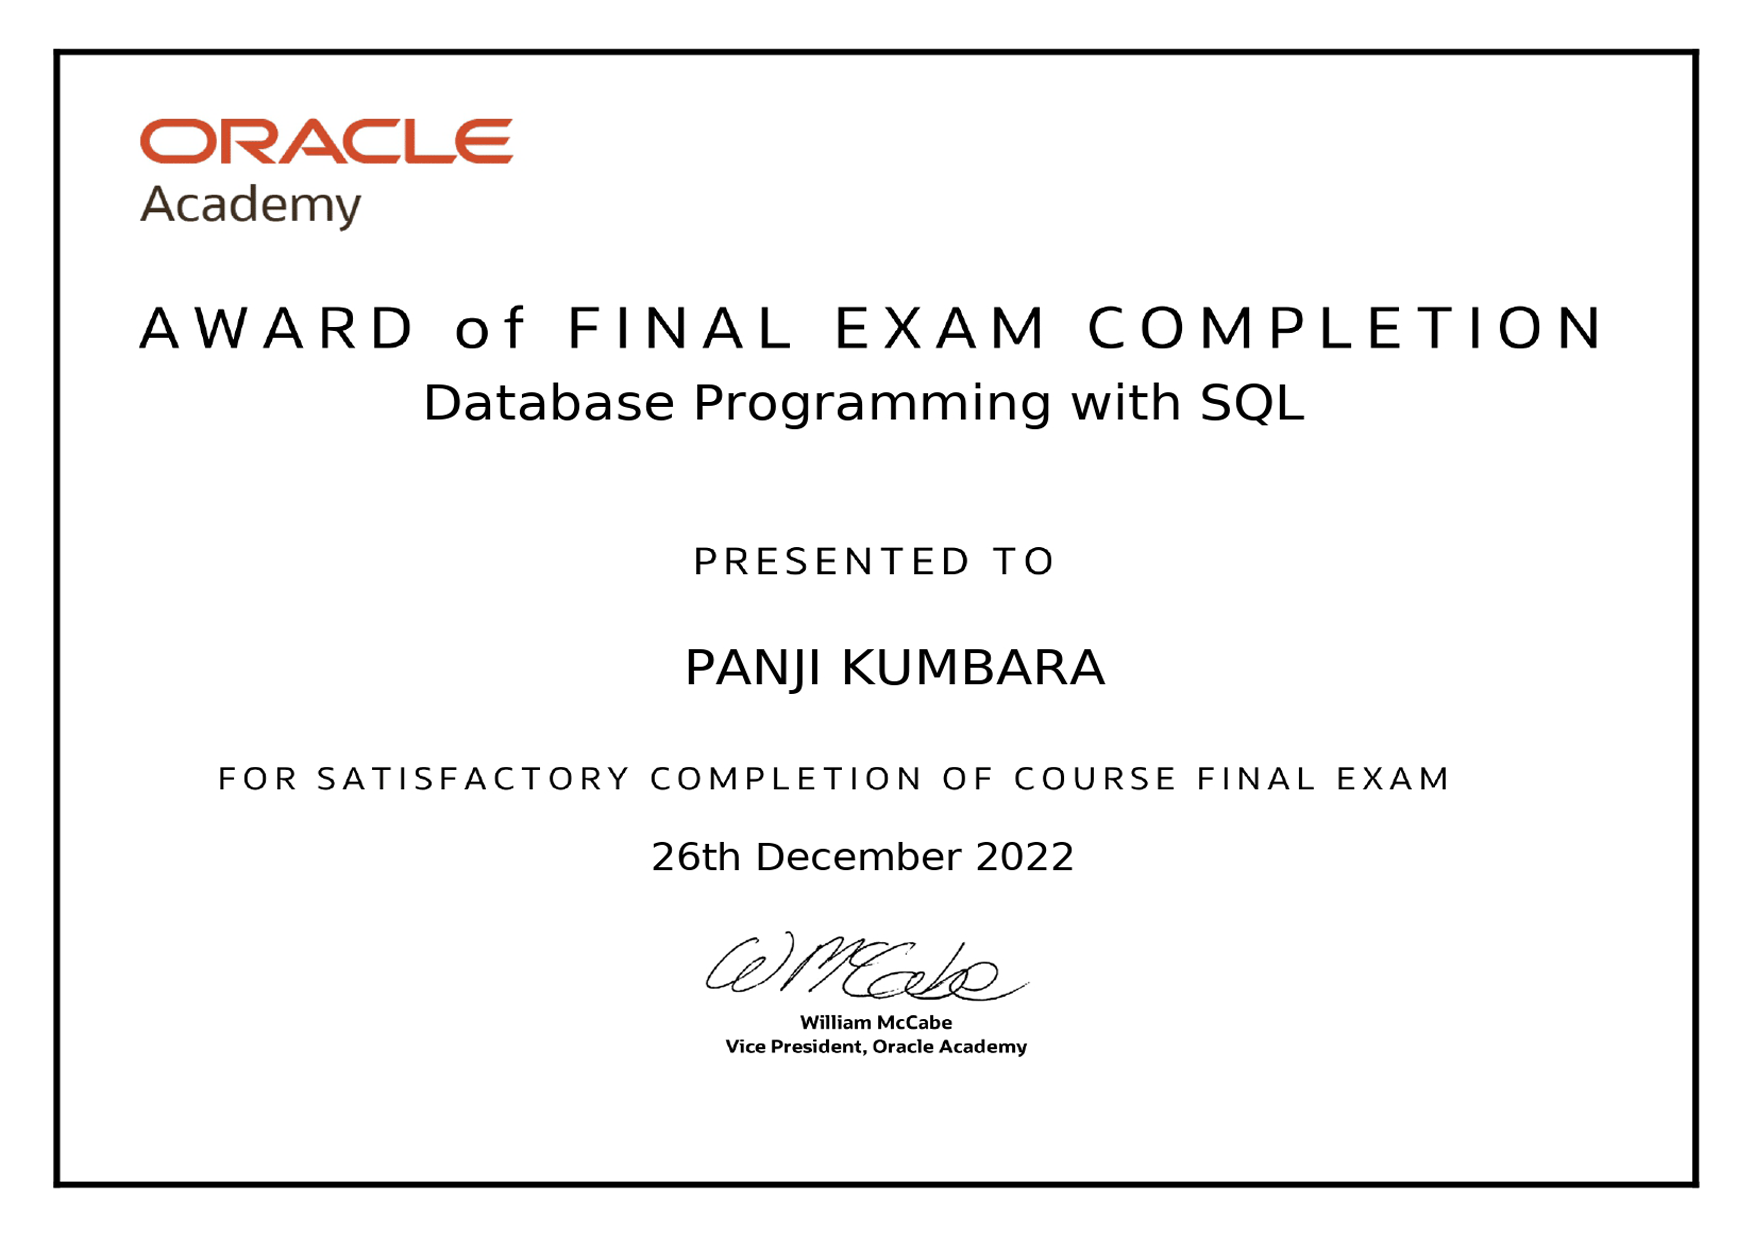 ORACLE
Academy
AWARD of FINAL EXAM COMPLETION
Database Programming with SQL
PRESENTED TO
PANJI KUMBARA
FOR SATISFACTORY COMPLETION OF COURSE FINAL EXAM
26th December 2022
W McCabe
William McCabe
Vice President, Oracle Academy